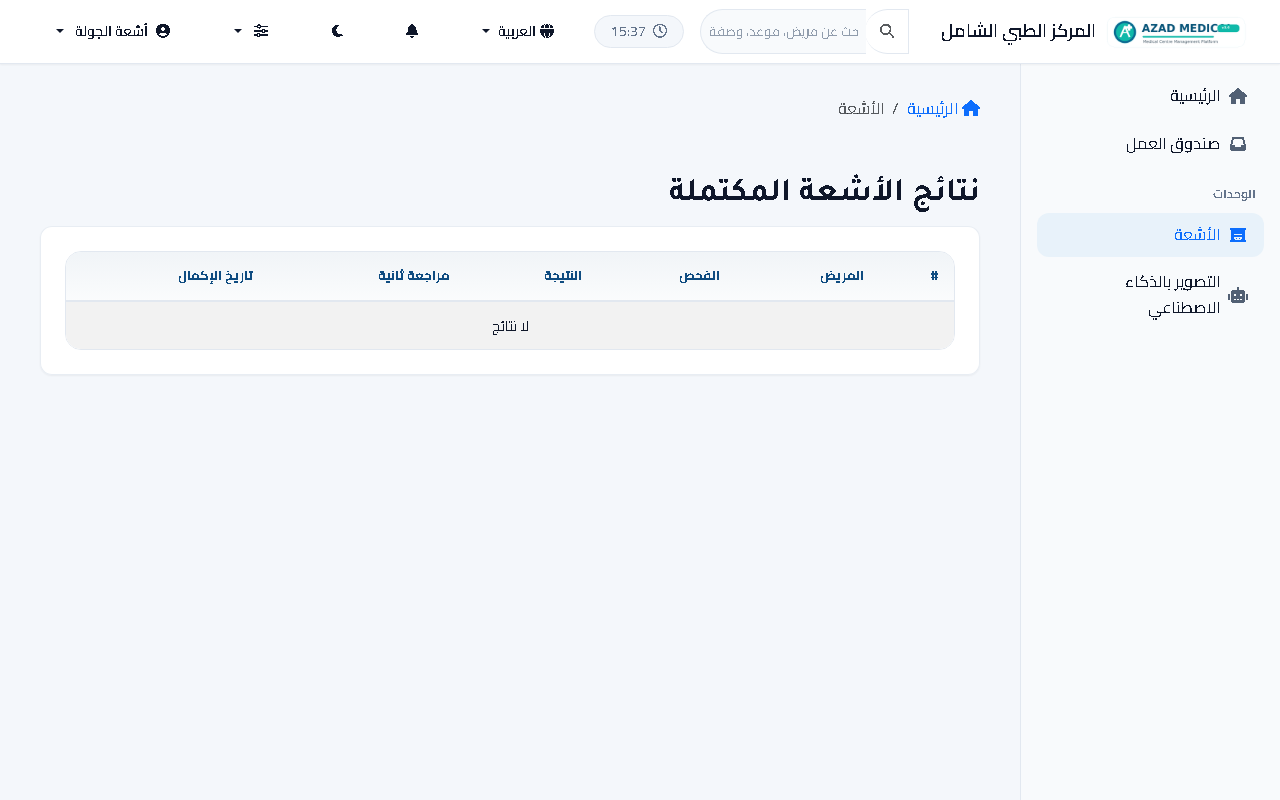 AZAD MEDIC
Medical Centre Management Platform
المركز الطبي الشامل
حث عن مريض، موعد، وصفة
15:37
العربية
أشعة الجولة
الرئيسية
صندوق العمل
الوحدات
الأشعة
التصوير بالذكاء
الاصطناعي
الرئيسية / الأشعة
نتائج الأشعة المكتملة
# المريض الفحص النتيجة مراجعة ثانية تاريخ الإكمال
لا نتائج